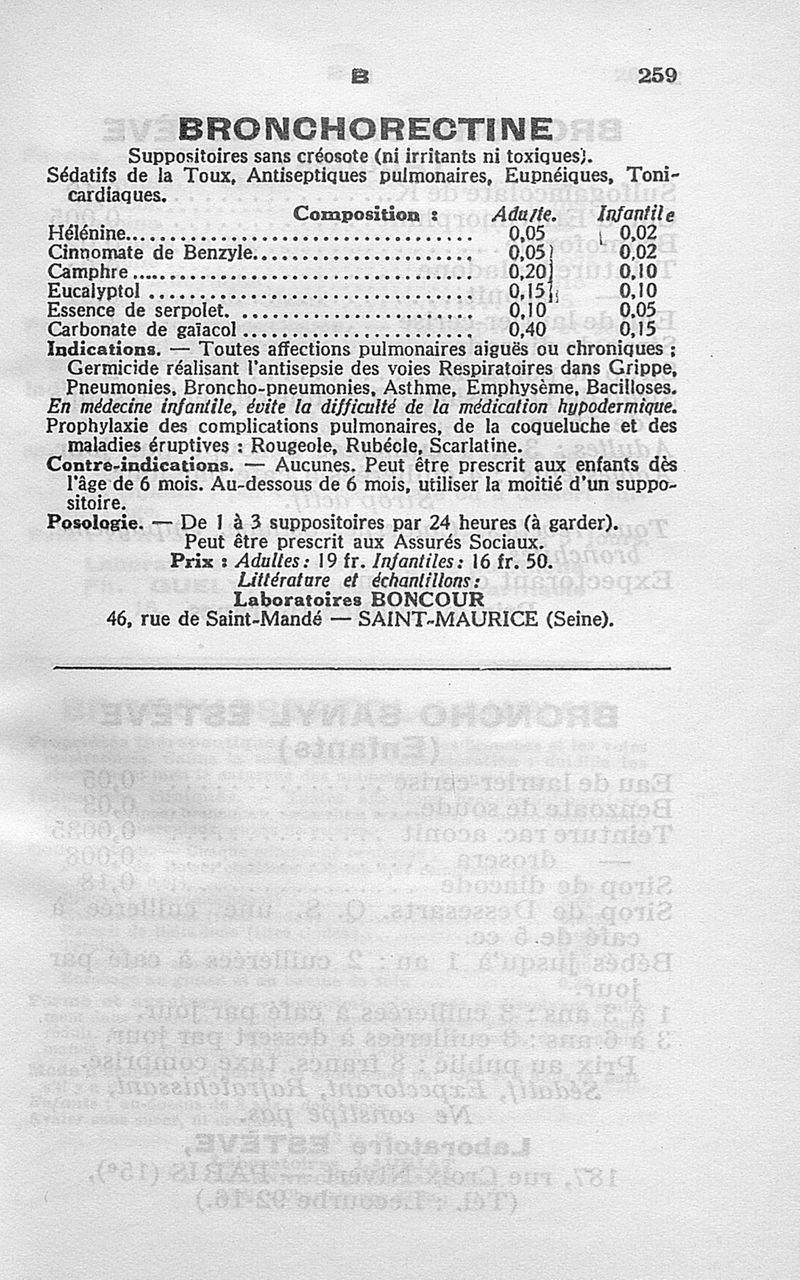 B 259
BRONCHORECTINE
Suppositoires sans créosote (ni irritants ni toxiques).
Sédatifs de la Toux, Antiseptiques pulmonaires, Eupnéiques, Toni-
cardiaques.
Composition : Adulte. Infantile
Hélénine.................................. 0,05 0,02
Cinnomate de Benzyle...................... 0,05 0,02
Camphre .................................. 0,20 0,10
Eucalyptol ............................... 0,15 0,10
Essence de serpolet. ..................... 0,10 0,05
Carbonate de gaïacol ..................... 0,40 0,15
Indications. — Toutes affections pulmonaires aiguës ou chroniques ;
Germicide réalisant l'antisepsie des voies Respiratoires dans Grippe,
Pneumonies, Broncho-pneumonies, Asthme, Emphysème, Bacilloses.
En médecine infantile, évite la difficulté de la médication hypodermique.
Prophylaxie des complications pulmonaires, de la coqueluche et des
maladies éruptives : Rougeole, Rubéole, Scarlatine.
Contre-indications. — Aucunes. Peut être prescrit aux enfants dès
l'âge de 6 mois. Au-dessous de 6 mois, utiliser la moitié d'un suppo-
sitoire.
Posologie. — De 1 à 3 suppositoires par 24 heures (à garder).
Peut être prescrit aux Assurés Sociaux.
Prix : Adultes : 19 fr. Infantiles : 16 fr. 50.
Littérature et échantillons :
Laboratoires BONCOUR
46, rue de Saint-Mandé — SAINT-MAURICE (Seine).